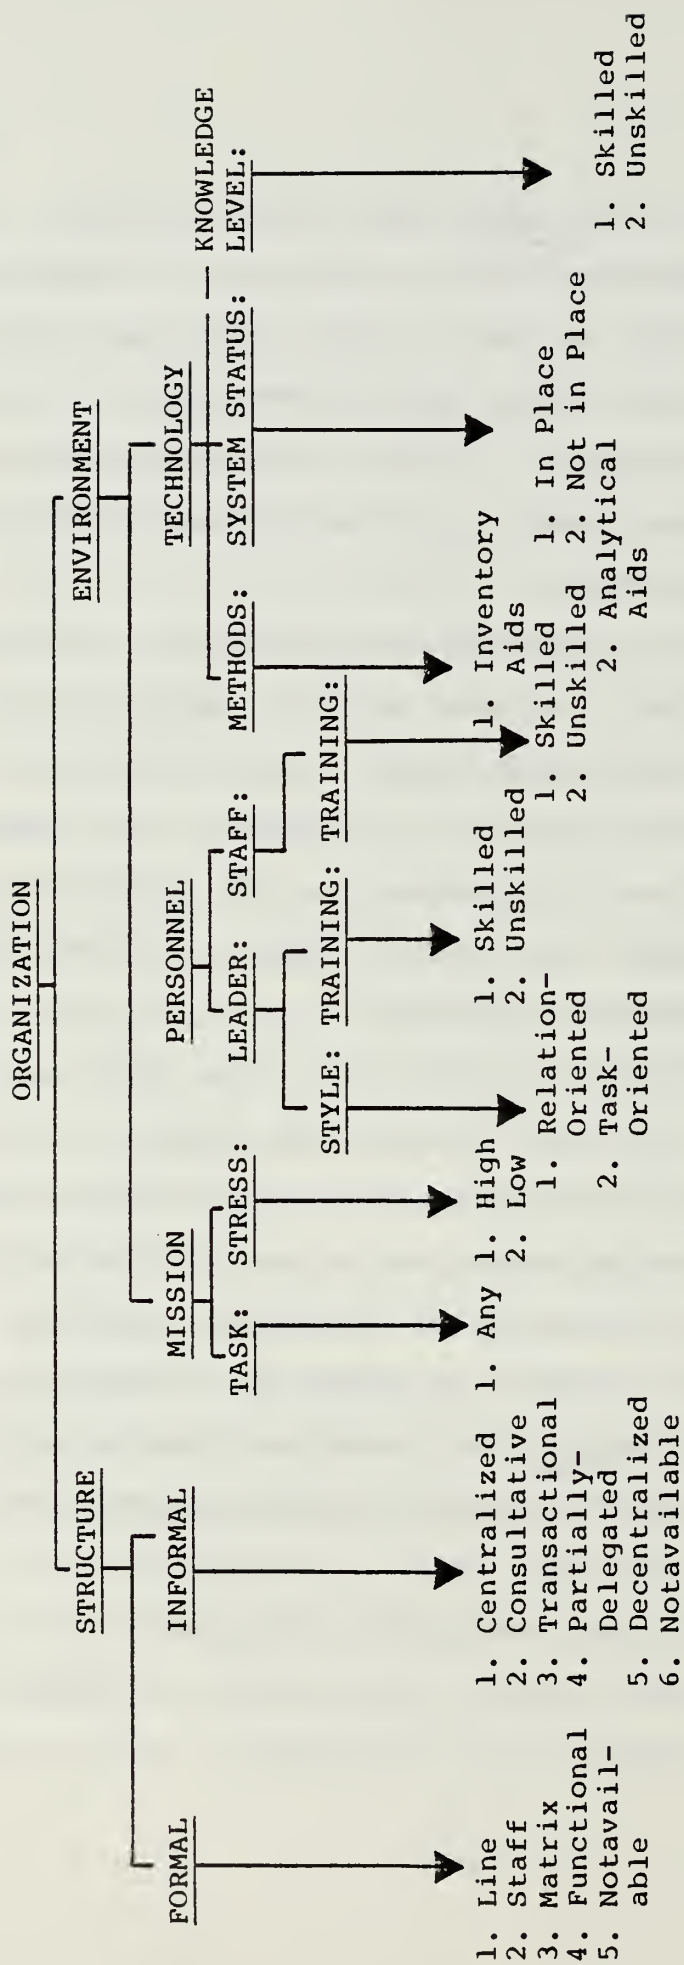 ORGANIZATION
STRUCTURE
ENVIRONMENT
FORMAL
INFORMAL
MISSION
PERSONNEL
TECHNOLOGY
TASK:
STRESS:
LEADER:
STAFF:
METHODS:
SYSTEM STATUS:
KNOWLEDGE
LEVEL:
STYLE:
TRAINING:
TRAINING:
1. Line
2. Staff
3. Matrix
4. Functional
5. Notavail-
able
1. Centralized
2. Consultative
3. Transactional
4. Partially-
Delegated
5. Decentralized
6. Notavailable
1. Any
1. High
2. Low
1. Relation-
Oriented
2. Task-
Oriented
1. Skilled
2. Unskilled
1. Skilled
2. Unskilled
1. Inventory
Aids
2. Analytical
Aids
1. In Place
2. Not in Place
1. Skilled
2. Unskilled